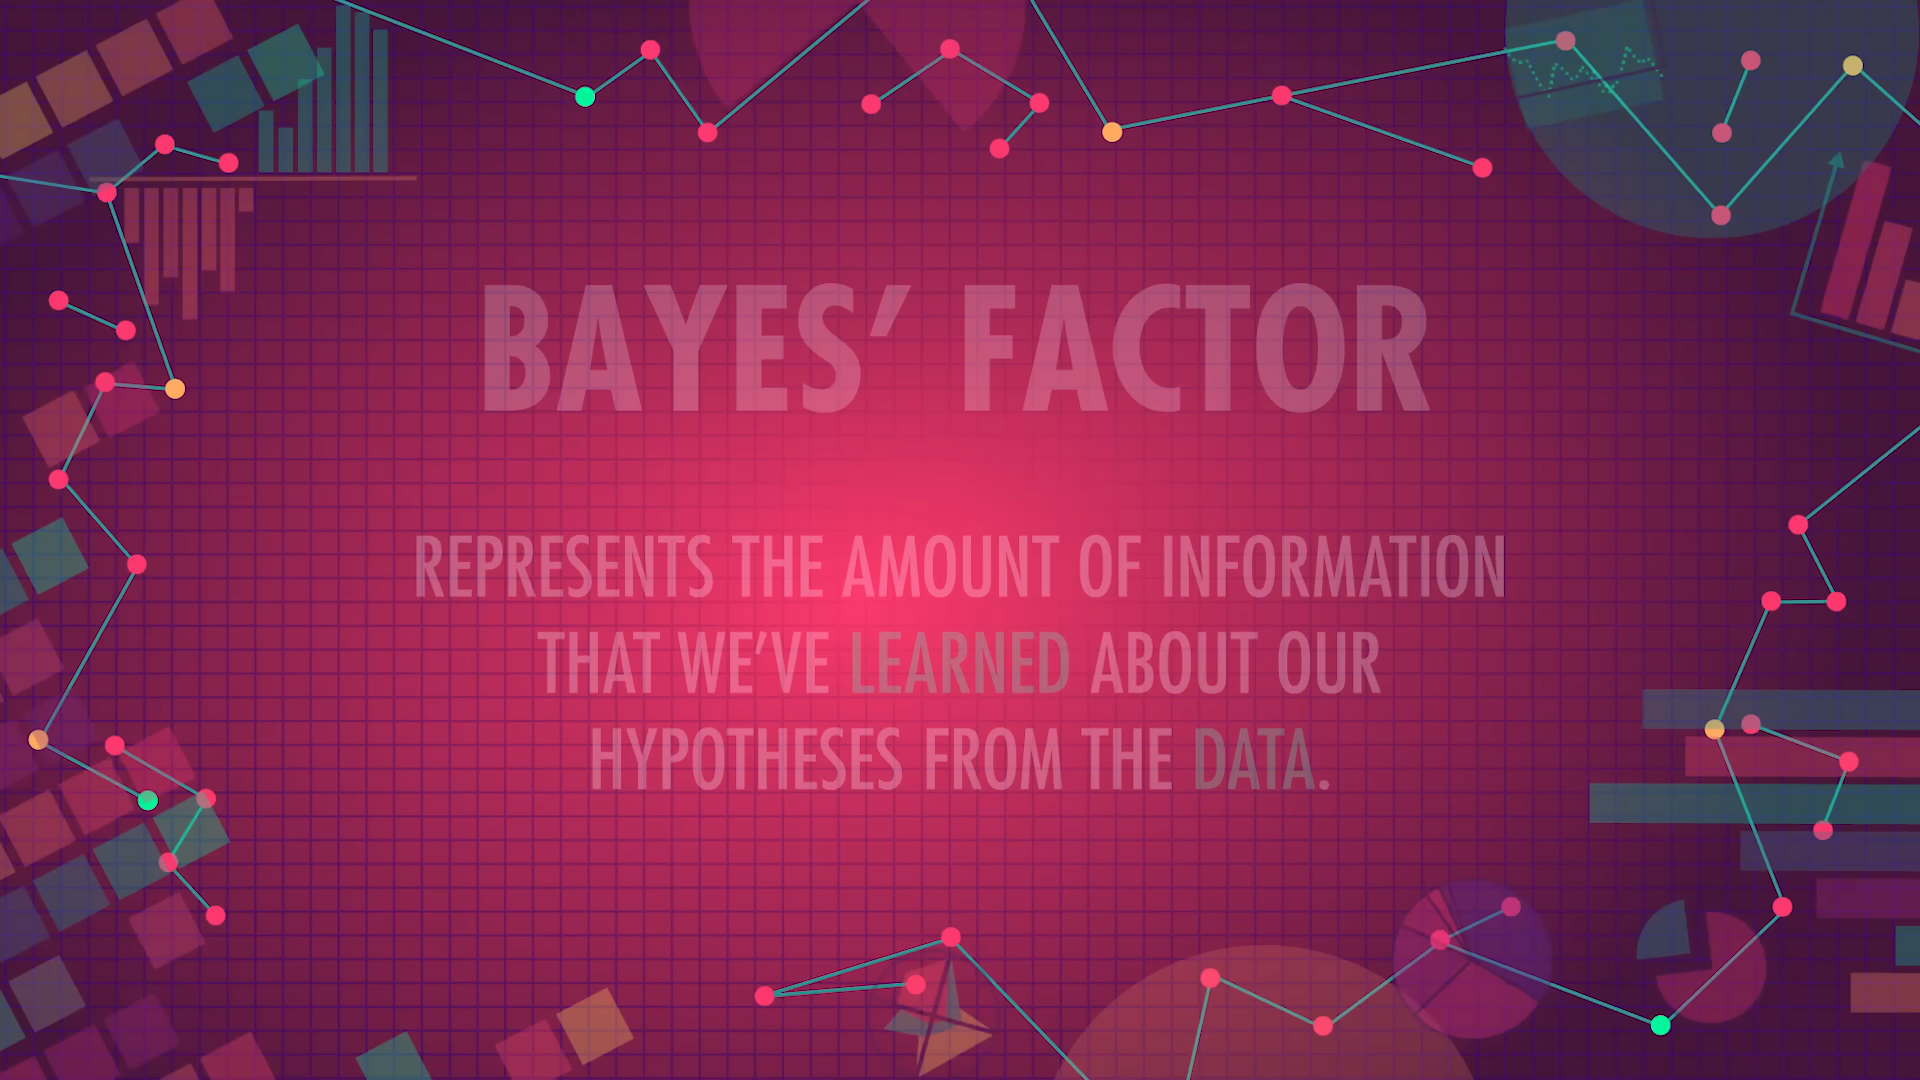 BAYES’ FACTOR
REPRESENTS THE AMOUNT OF INFORMATION
THAT WE’VE LEARNED ABOUT OUR
HYPOTHESES FROM THE DATA.